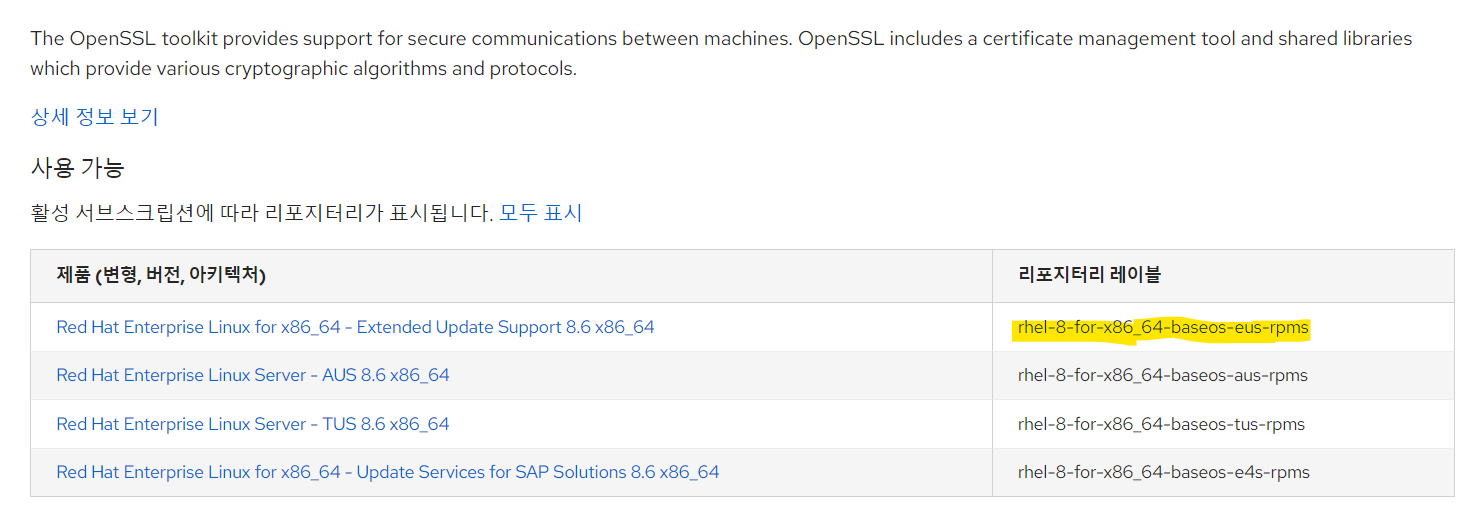 The OpenSSL toolkit provides support for secure communications between machines. OpenSSL includes a certificate management tool and shared libraries
which provide various cryptographic algorithms and protocols.
상세 정보 보기
사용 가능
활성 서브스크립션에 따라 리포지터리가 표시됩니다. 모두 표시
제품 (변형, 버전, 아키텍처) 리포지터리 레이블
Red Hat Enterprise Linux for x86_64 - Extended Update Support 8.6 x86_64 rhel-8-for-x86_64-baseos-eus-rpms
Red Hat Enterprise Linux Server - AUS 8.6 x86_64 rhel-8-for-x86_64-baseos-aus-rpms
Red Hat Enterprise Linux Server - TUS 8.6 x86_64 rhel-8-for-x86_64-baseos-tus-rpms
Red Hat Enterprise Linux for x86_64 - Update Services for SAP Solutions 8.6 x86_64 rhel-8-for-x86_64-baseos-e4s-rpms